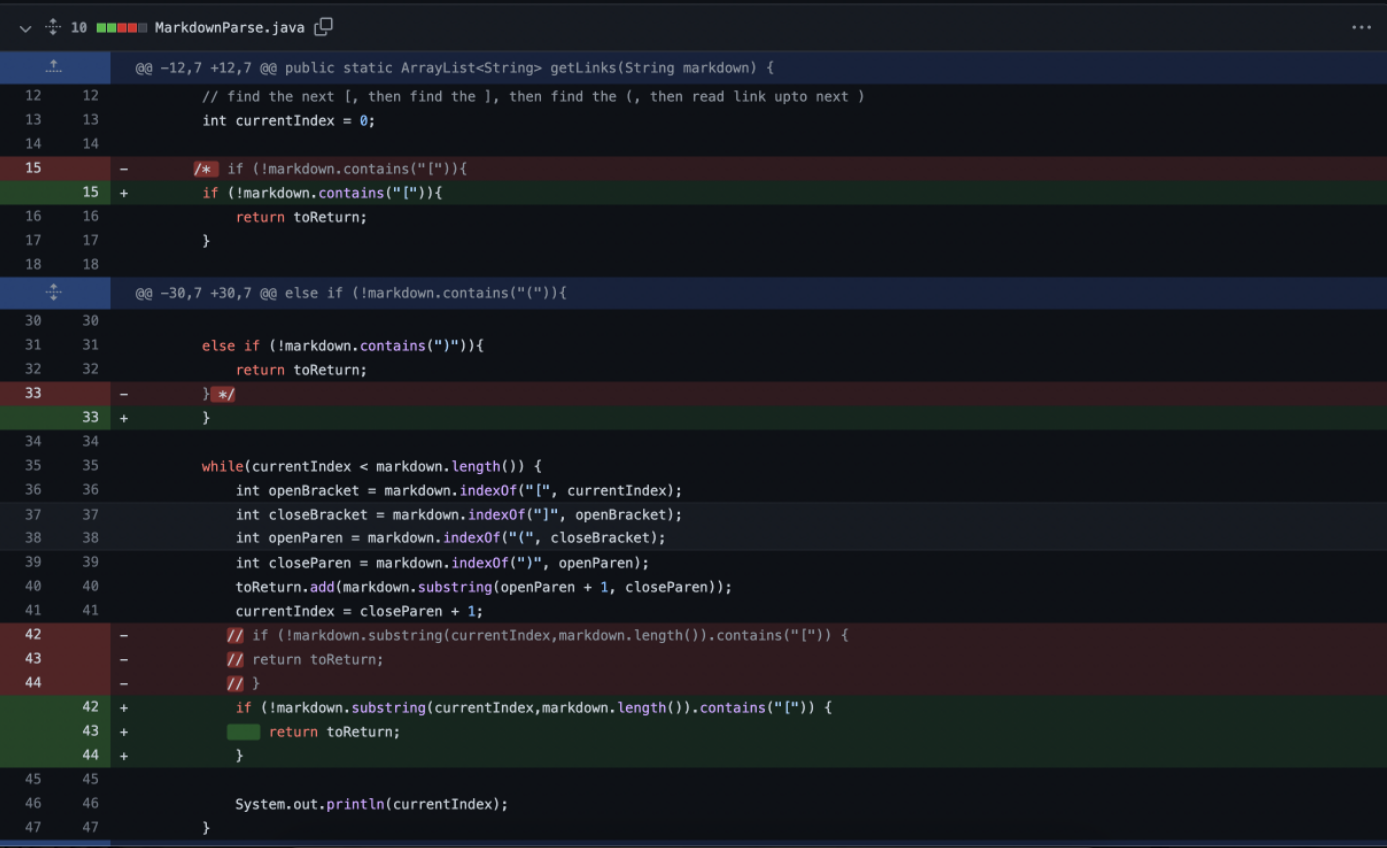 10 MarkdownParse.java
@@ -12,7 +12,7 @@ public static ArrayList<String> getLinks(String markdown) {
12 12 // find the next [, then find the ], then find the (, then read link upto next )
13 13 int currentIndex = 0;
14 14
15 - /* if (!markdown.contains("[")){
15 + if (!markdown.contains("[")){
16 16 return toReturn;
17 17 }
18 18
@@ -30,7 +30,7 @@ else if (!markdown.contains("(")){
30 30
31 31 else if (!markdown.contains(")")){
32 32 return toReturn;
33 - } */
33 + }
34 34
35 35 while(currentIndex < markdown.length()) {
36 36 int openBracket = markdown.indexOf("[", currentIndex);
37 37 int closeBracket = markdown.indexOf("]", openBracket);
38 38 int openParen = markdown.indexOf("(", closeBracket);
39 39 int closeParen = markdown.indexOf(")", openParen);
40 40 toReturn.add(markdown.substring(openParen + 1, closeParen));
41 41 currentIndex = closeParen + 1;
42 - // if (!markdown.substring(currentIndex,markdown.length()).contains("[")) {
43 - // return toReturn;
44 - // }
42 + if (!markdown.substring(currentIndex,markdown.length()).contains("[")) {
43 + return toReturn;
44 + }
45 45
46 46 System.out.println(currentIndex);
47 47 }